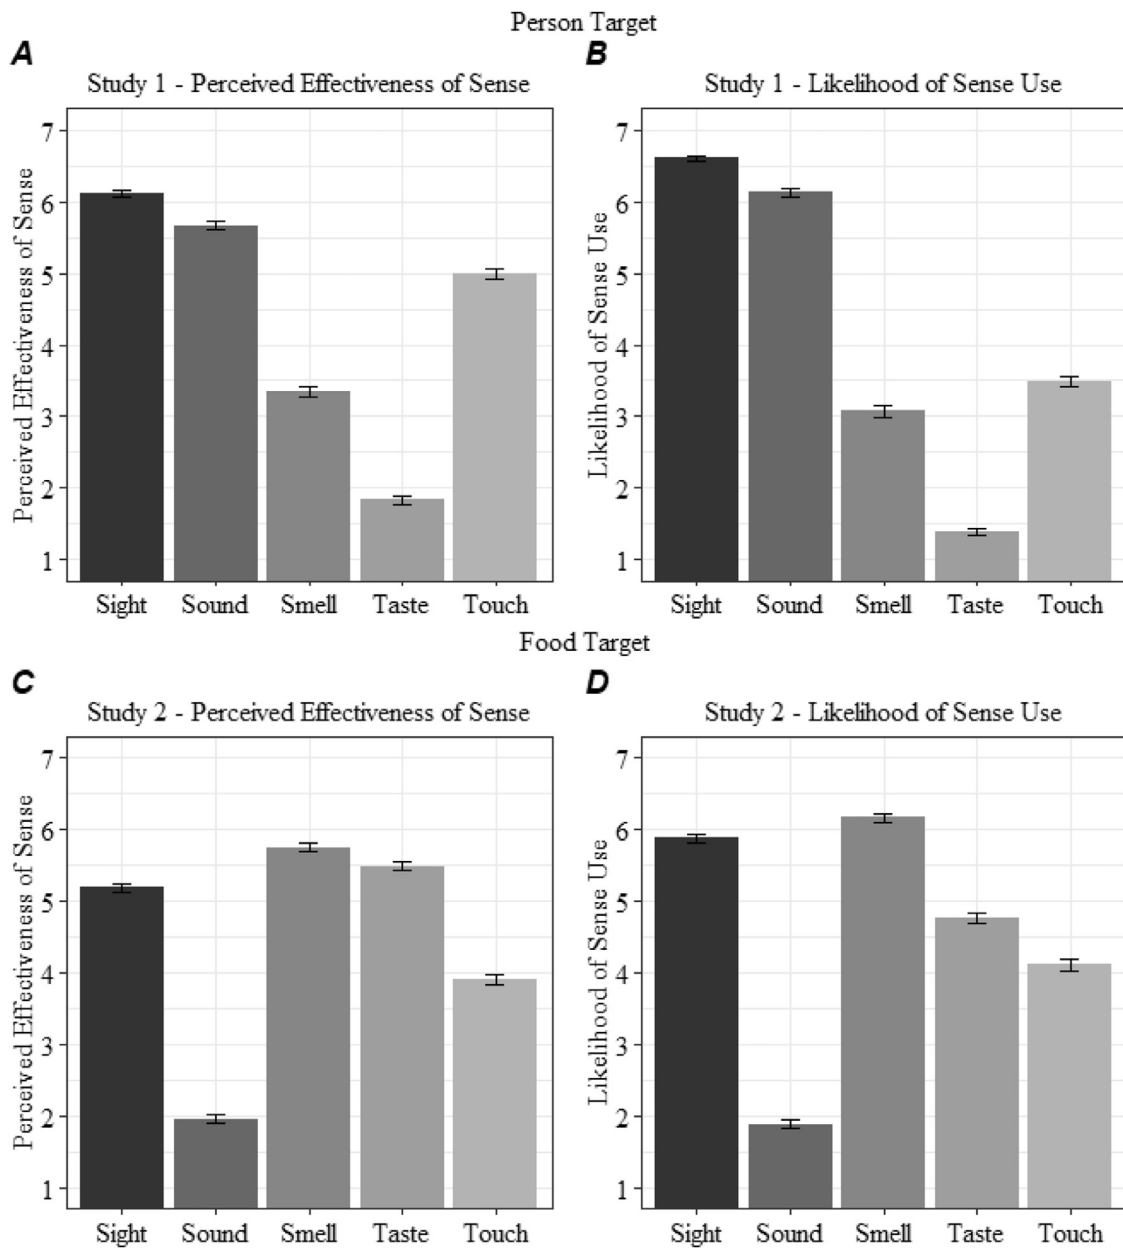 Person Target
A
B
Study 1 - Perceived Effectiveness of Sense
Study 1 - Likelihood of Sense Use
Perceived Effectiveness of Sense
7
6
5
4
3
2
1
Sight Sound Smell Taste Touch
Likelihood of Sense Use
7
6
5
4
3
2
1
Sight Sound Smell Taste Touch
Food Target
C
D
Study 2 - Perceived Effectiveness of Sense
Study 2 - Likelihood of Sense Use
Perceived Effectiveness of Sense
7
6
5
4
3
2
1
Sight Sound Smell Taste Touch
Likelihood of Sense Use
7
6
5
4
3
2
1
Sight Sound Smell Taste Touch